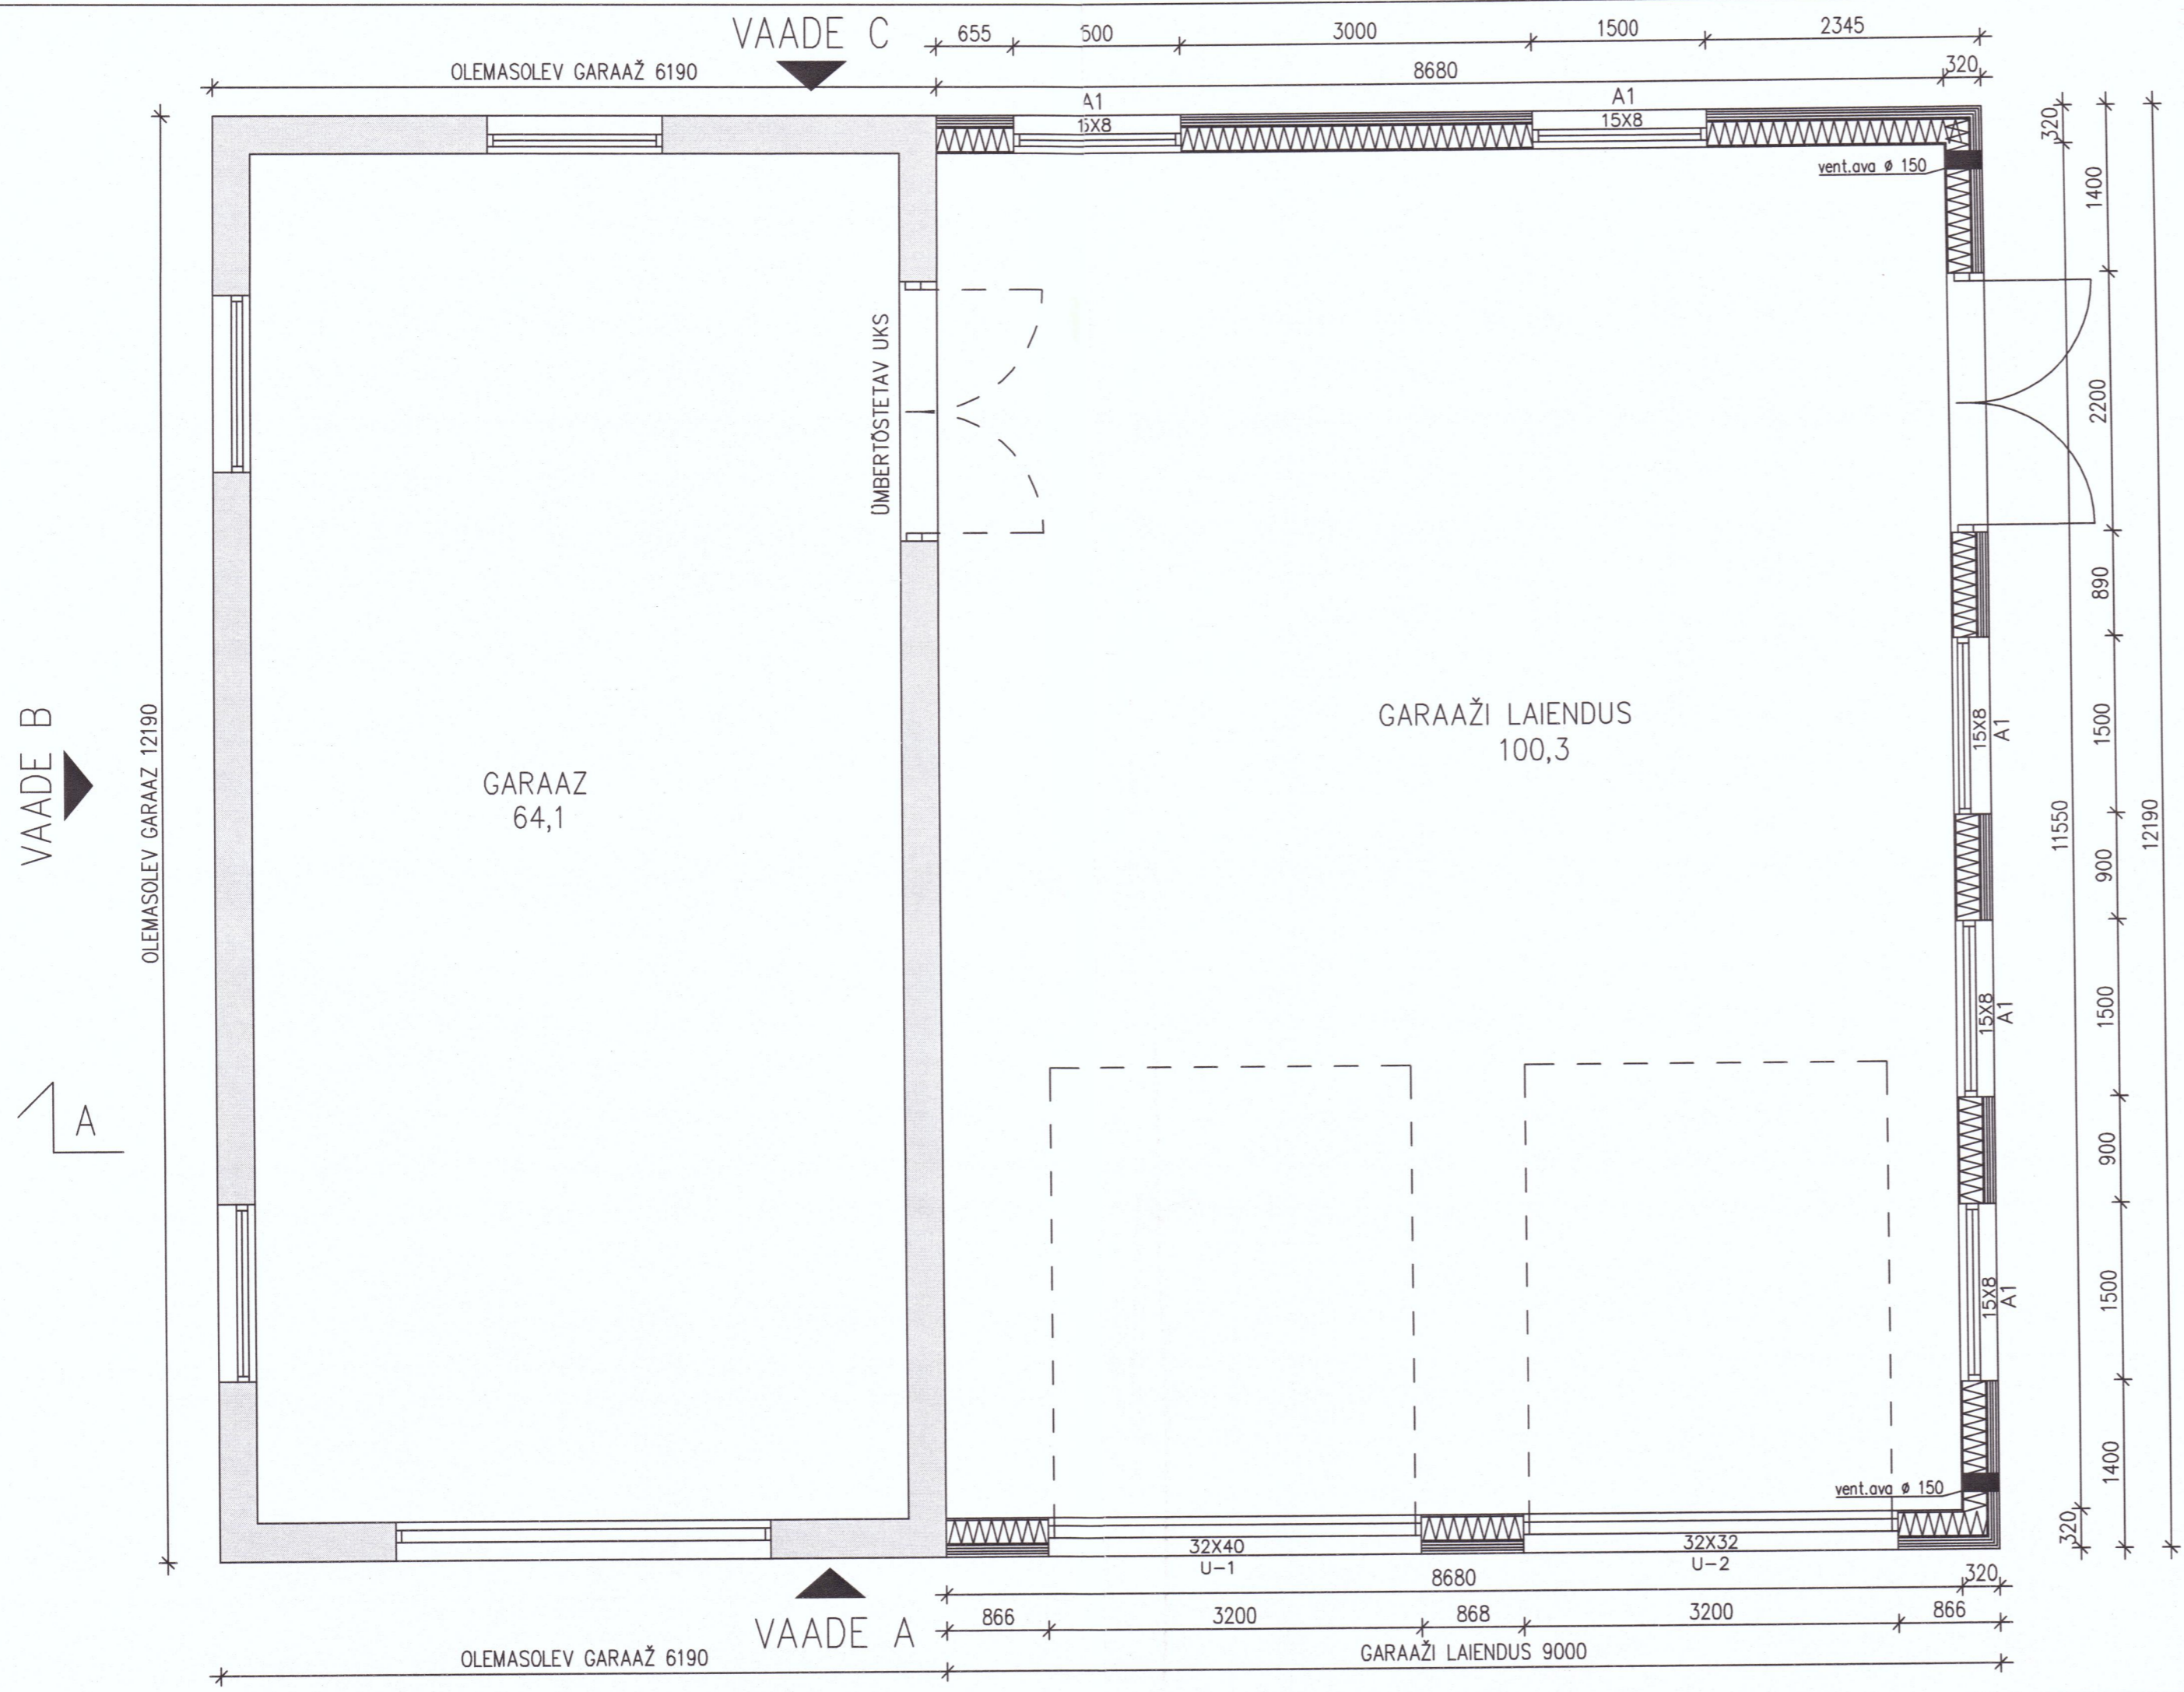 VAADE C
655 500 3000 1500 2345
OLEMASOLEV GARAAŽ 6190
8680 320
A1 A1
15X8 15X8
320
vent.ava ø 150
1400
ÜMBERTÕSTETAV UKS
2200
890
VAADE B
OLEMASOLEV GARAAZ 12190
GARAAŽI LAIENDUS
100,3
GARAAZ
64,1
15X8
A1
1500
11550
12190
900
15X8
A1
1500
A
900
15X8
A1
1500
1400
vent.ava ø 150
320
32X40 32X32
U-1 U-2
8680 320
866 3200 868 3200 866
VAADE A
OLEMASOLEV GARAAŽ 6190
GARAAŽI LAIENDUS 9000